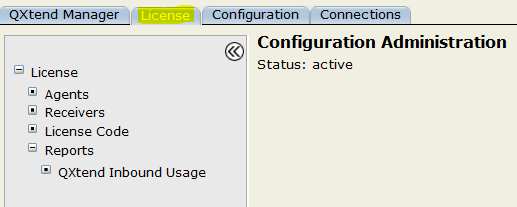 QXtend Manager License Configuration Connections
Configuration Administration
Status: active
License
Agents
Receivers
License Code
Reports
QXtend Inbound Usage